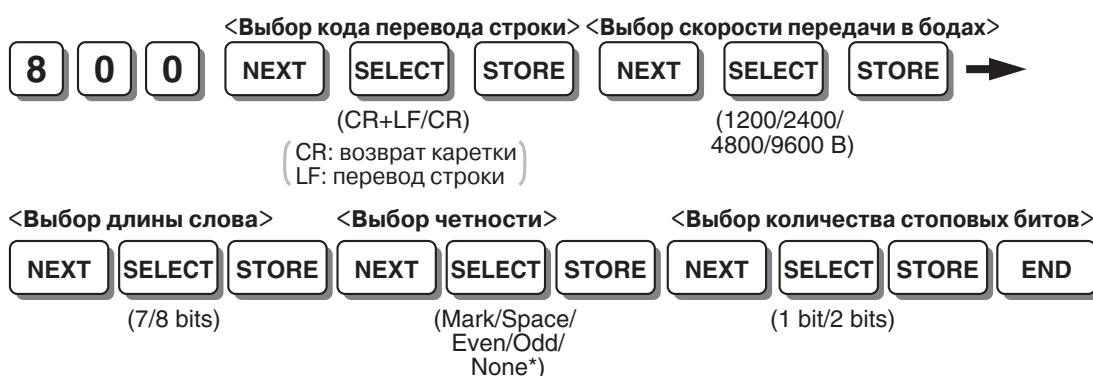 <Выбор кода перевода строки> <Выбор скорости передачи в бодах>
8 0 0 NEXT SELECT STORE NEXT SELECT STORE
(CR+LF/CR) (1200/2400/
CR: возврат каретки 4800/9600 B)
LF: перевод строки
<Выбор длины слова> <Выбор четности> <Выбор количества стоповых битов>
NEXT SELECT STORE NEXT SELECT STORE NEXT SELECT STORE END
(7/8 bits) (Mark/Space/ (1 bit/2 bits)
Even/Odd/
None*)